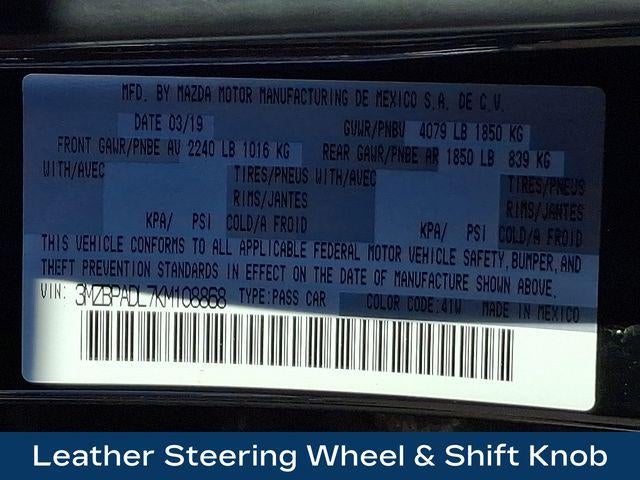 MFD. BY MAZDA MOTOR MANUFACTURING DE MEXICO S.A. DE C.V.
DATE 03/19 GVWR/PNBV 4079 LB 1850 KG
FRONT GAWR/PNBE AV 2240 LB 1016 KG REAR GAWR/PNBE AR 1850 LB 839 KG
WITH/AVEC TIRES/PNEUS WITH/AVEC TIRES/PNEUS
RIMS/JANTES RIMS/JANTES
KPA/ PSI COLD/A FROID KPA/ PSI COLD/A FROID
THIS VEHICLE CONFORMS TO ALL APPLICABLE FEDERAL MOTOR VEHICLE SAFETY, BUMPER, AND
THEFT PREVENTION STANDARDS IN EFFECT ON THE DATE OF MANUFACTURE SHOWN ABOVE.
VIN: 3MZBPADL7KM108868 TYPE:PASS CAR COLOR CODE:41W MADE IN MEXICO
Leather Steering Wheel & Shift Knob